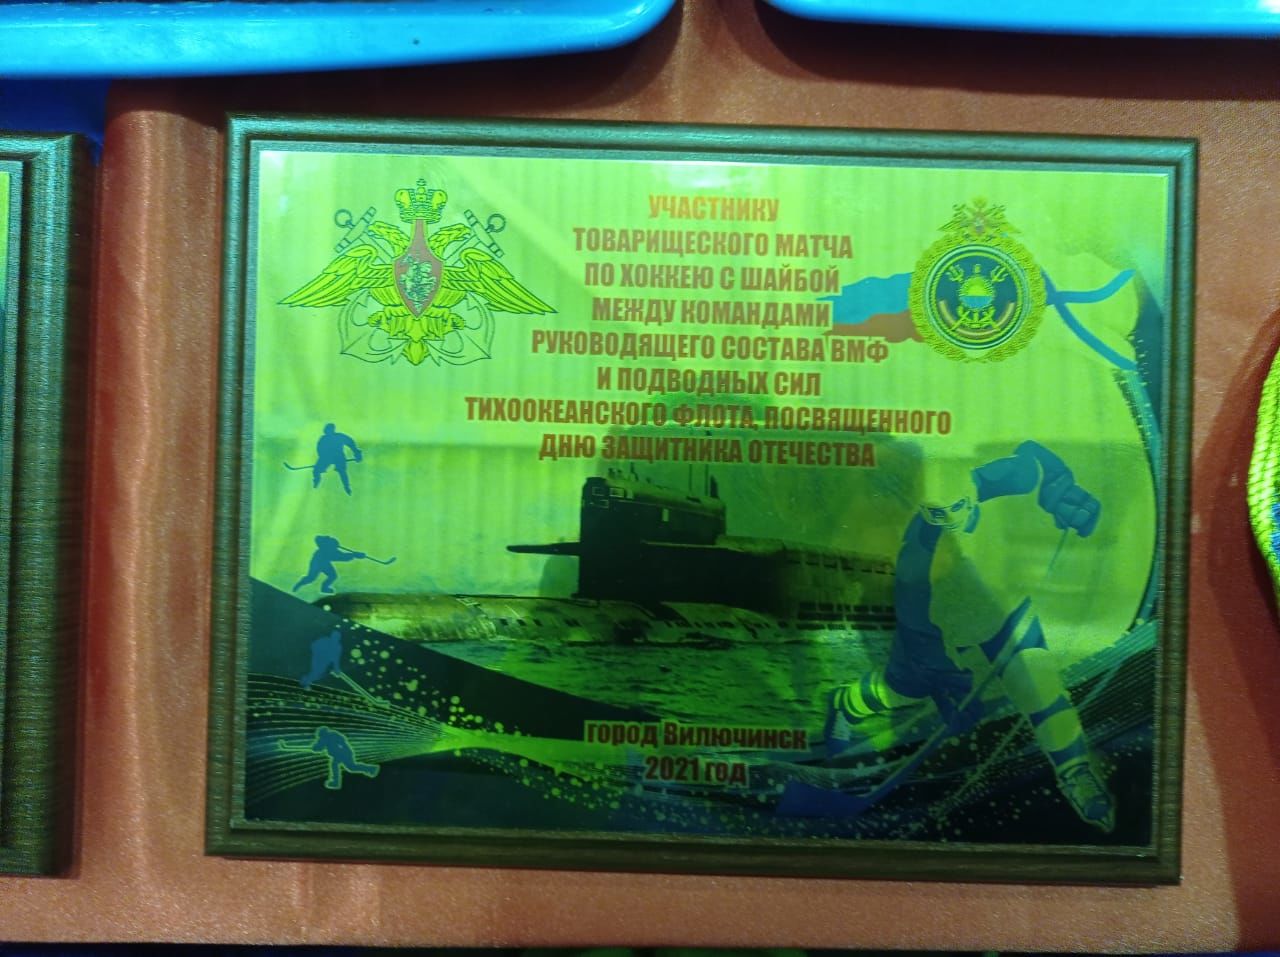 УЧАСТНИКУ
ТОВАРИЩЕСКОГО МАТЧА
ПО ХОККЕЮ С ШАЙБОЙ
МЕЖДУ КОМАНДАМИ
РУКОВОДЯЩЕГО СОСТАВА ВМФ
И ПОДВОДНЫХ СИЛ
ТИХООКЕАНСКОГО ФЛОТА, ПОСВЯЩЕННОГО
ДНЮ ЗАЩИТНИКА ОТЕЧЕСТВА
город Вилючинск
2021 год